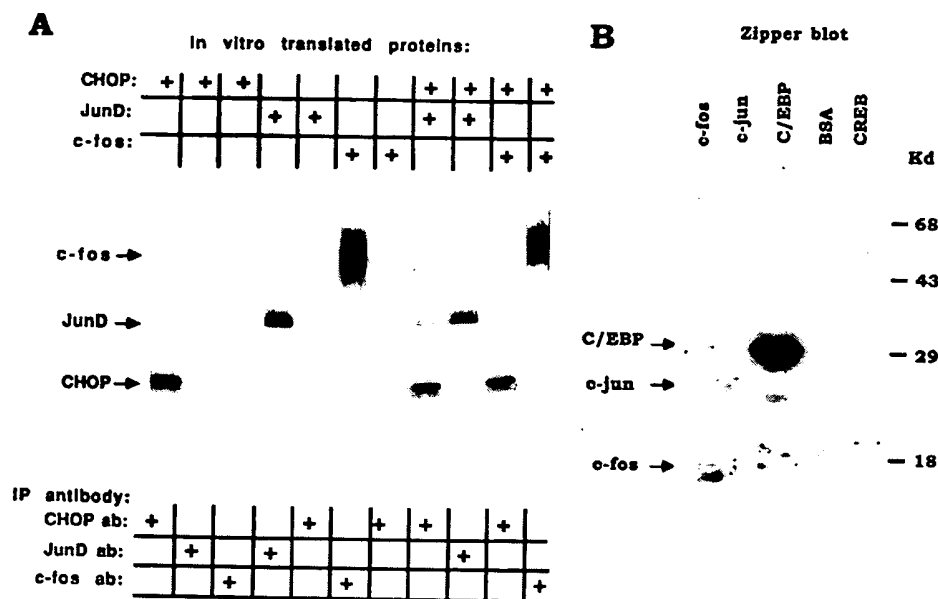 A
In vitro translated proteins:
CHOP: + + + + + + +
JunD: + + + +
c-fos: + + + +
c-fos
JunD
CHOP
IP antibody:
CHOP ab: + + + + +
JunD ab: + + +
c-fos ab: + + +
B
Zipper blot
c-fos
c-jun
C/EBP
BSA
CREB
Kd
68
43
C/EBP
29
c-jun
c-fos
18